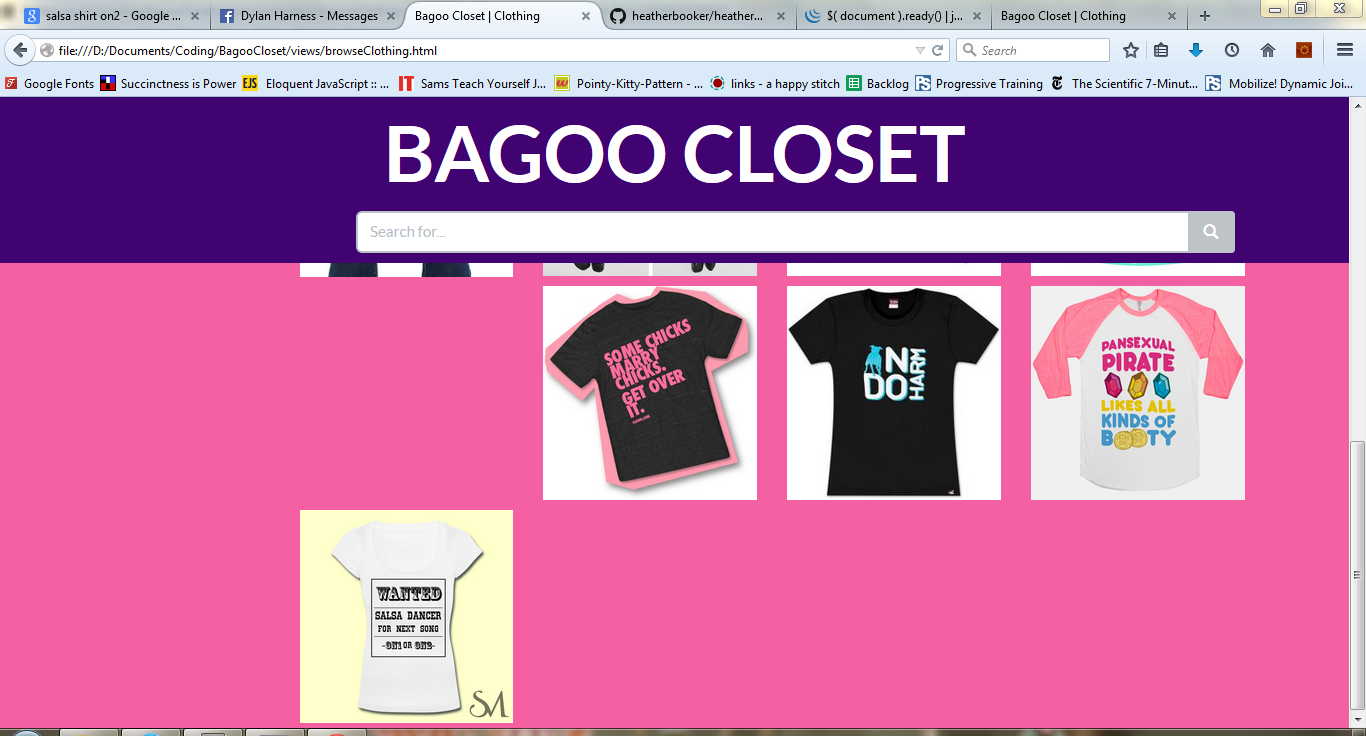 salsa shirt on2 - Google ...
Dylan Harness - Messages
Bagoo Closet | Clothing
heatherbooker/heather...
$( document ).ready() | j...
Bagoo Closet | Clothing
file:///D:/Documents/Coding/BagooCloset/views/browseClothing.html
Search
Google Fonts
Succinctness is Power
EJS
Eloquent JavaScript :: ...
IT
Sams Teach Yourself J...
Pointy-Kitty-Pattern - ...
links - a happy stitch
Backlog
Progressive Training
The Scientific 7-Minut...
Mobilize! Dynamic Joi...
BAGOO CLOSET
Search for...
SOME CHICKS
MARRY
CHICKS.
GET OVER
IT.
DO
N
HARM
PANSEXUAL
PIRATE
LIKES ALL
KINDS OF
BOOTY
WANTED
SALSA DANCER
FOR NEXT SONG
-ON1 OR ON2-
SM